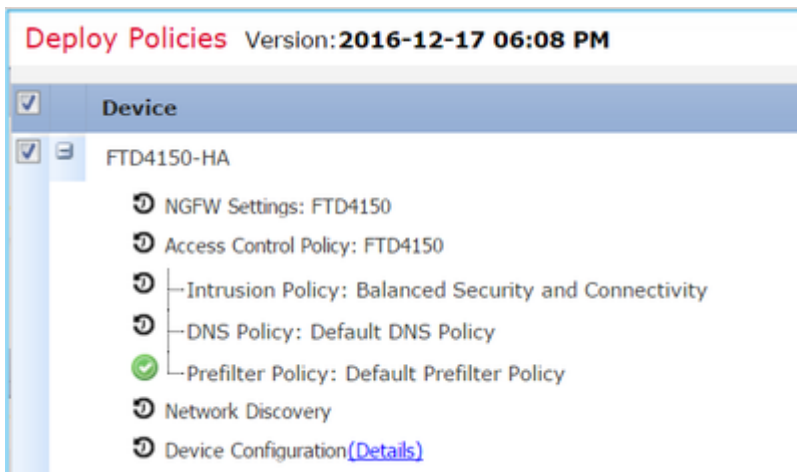 Deploy Policies Version:2016-12-17 06:08 PM
Device
FTD4150-HA
NGFW Settings: FTD4150
Access Control Policy: FTD4150
Intrusion Policy: Balanced Security and Connectivity
DNS Policy: Default DNS Policy
Prefilter Policy: Default Prefilter Policy
Network Discovery
Device Configuration(Details)